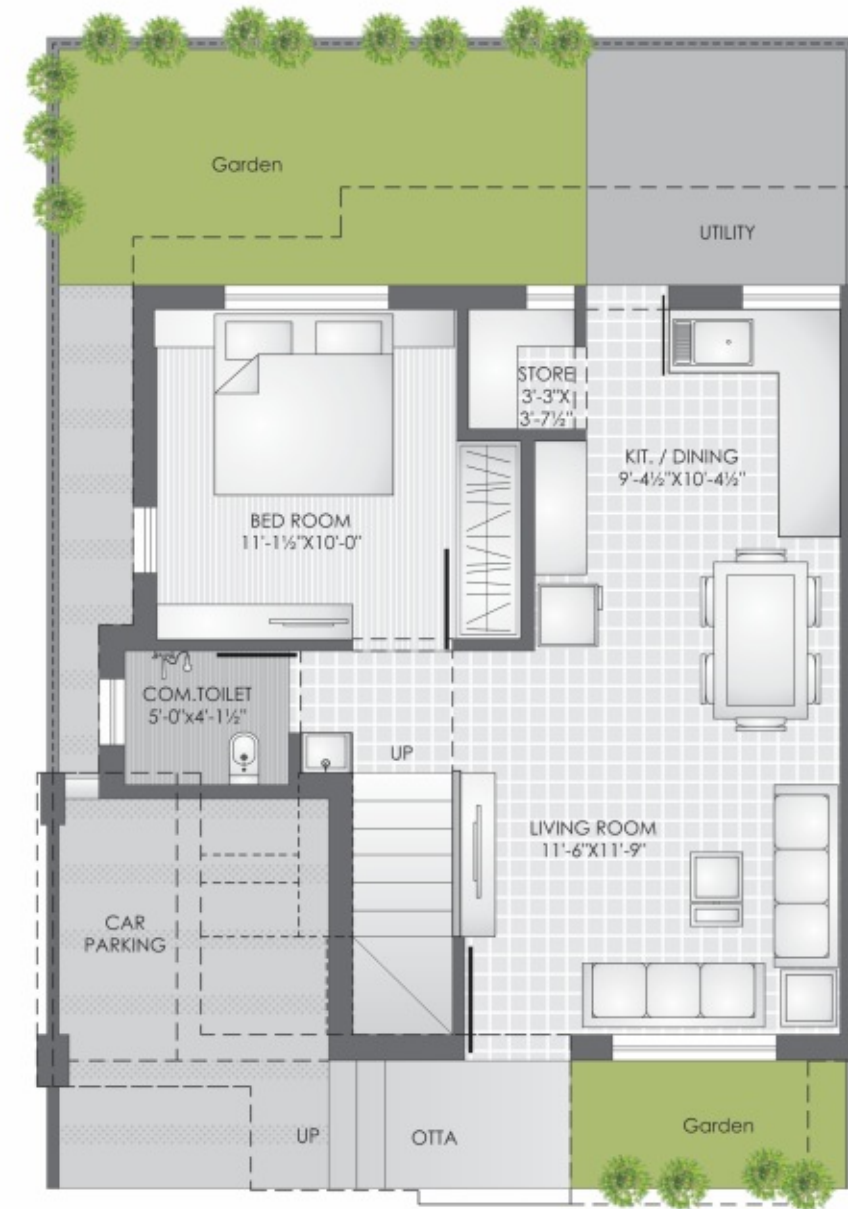 Garden
UTILITY
STORE
3'-3"X
3'-7½"
KIT. / DINING
9'-4½"X10'-4½"
BED ROOM
11'-1½"X10'-0"
COM.TOILET
5'-0"x4'-1½"
UP
LIVING ROOM
11'-6"X11'-9"
CAR
PARKING
UP
OTTA
Garden